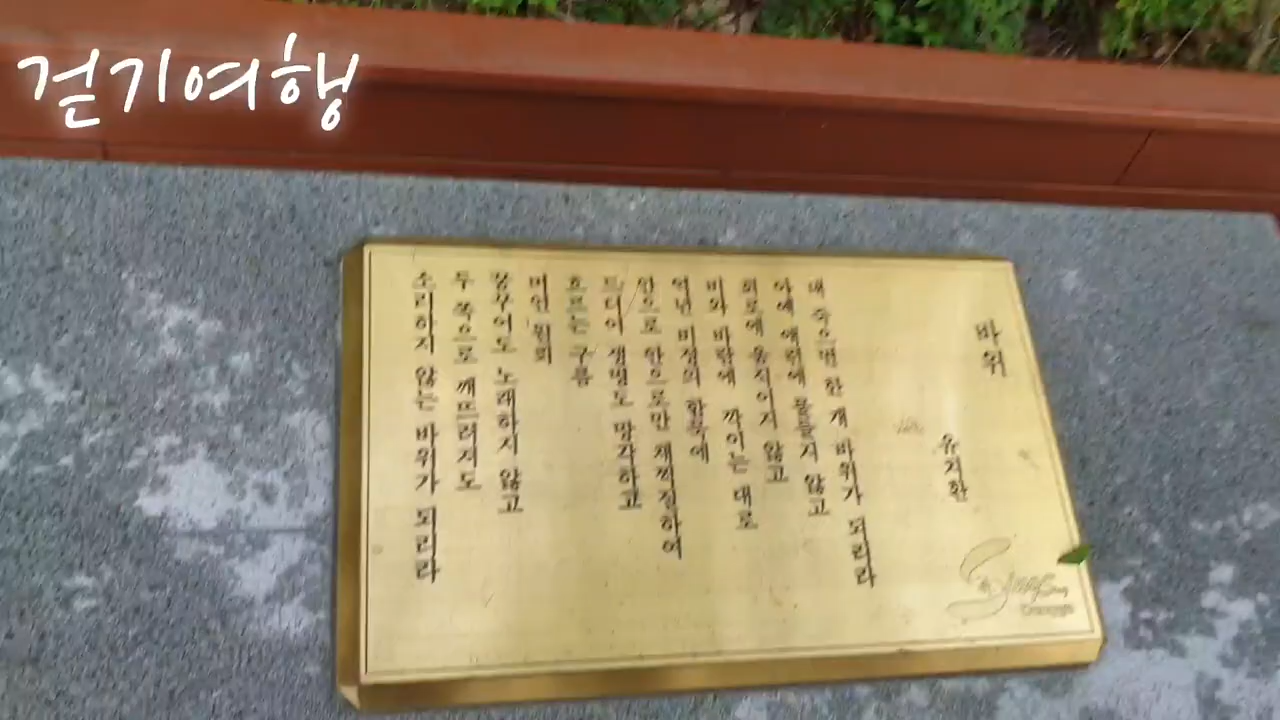 걷기여행
바위
유치환
내 죽으면 한 개 바위가 되리라
아예 애련에 물들지 않고
희로에 움직이지 않고
비와 바람에 깎이는 대로
억년 비정의 함묵에
안으로 안으로만 채찍질하여
드디어 생명도 망각하고
흐르는 구름
머언 원뢰
꿈꾸어도 노래하지 않고
두 쪽으로 깨뜨려지도
소리하지 않는 바위가 되리라